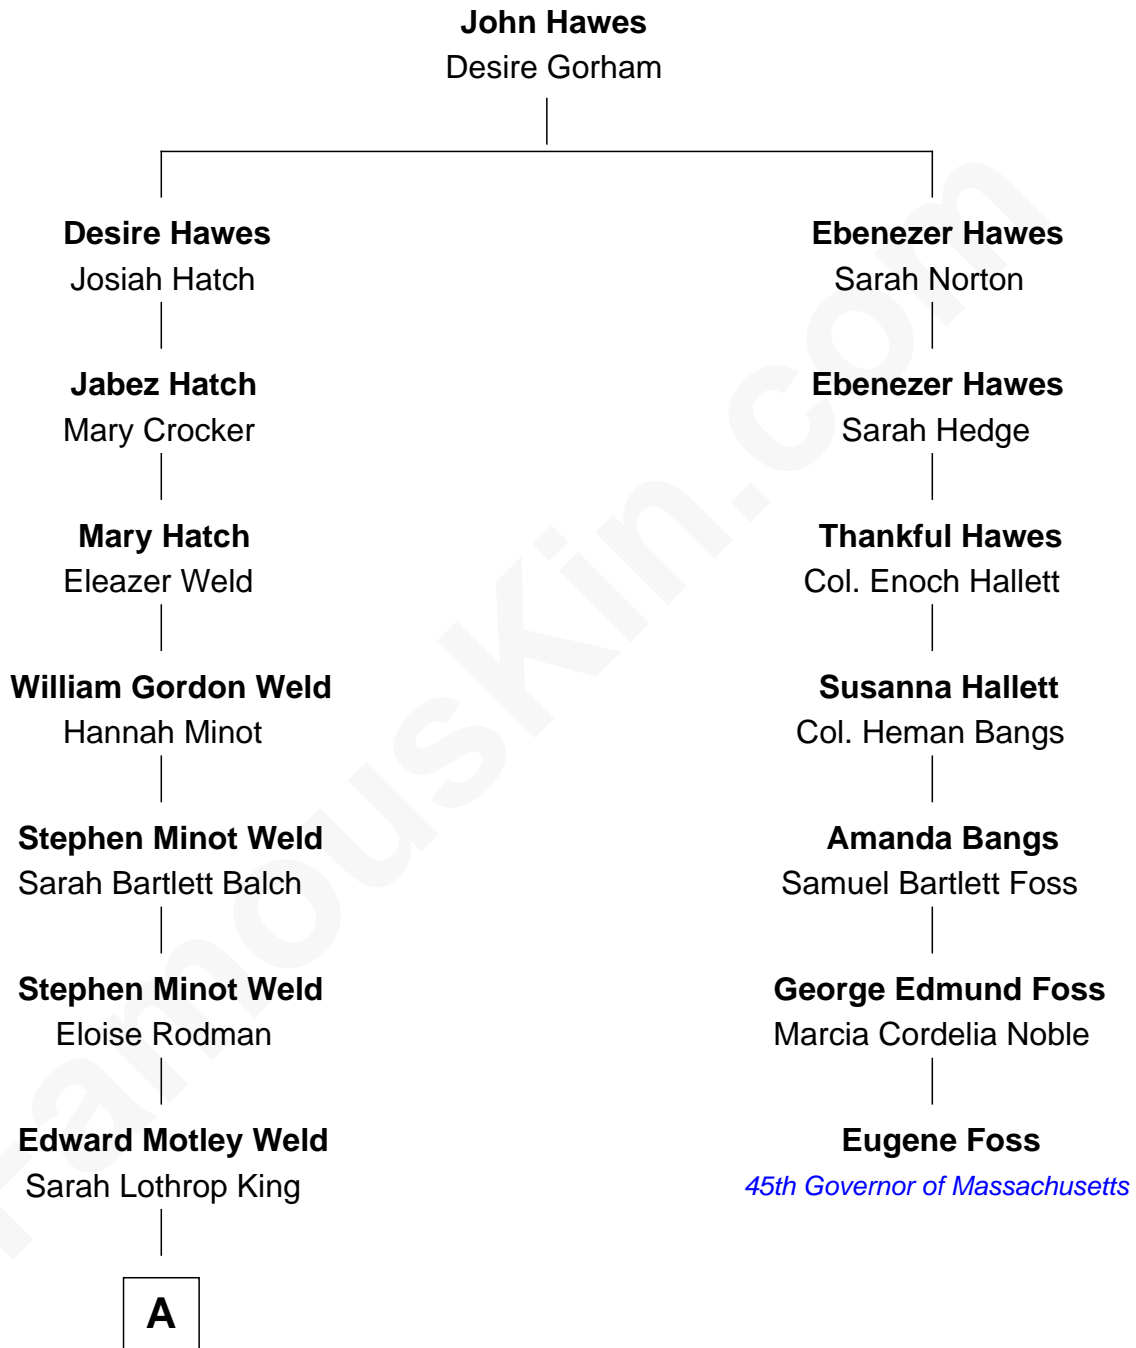 John Hawes
Desire Gorham
Desire Hawes
Josiah Hatch
Ebenezer Hawes
Sarah Norton
Jabez Hatch
Mary Crocker
Ebenezer Hawes
Sarah Hedge
Mary Hatch
Eleazer Weld
Thankful Hawes
Col. Enoch Hallett
William Gordon Weld
Hannah Minot
Susanna Hallett
Col. Heman Bangs
Stephen Minot Weld
Sarah Bartlett Balch
Amanda Bangs
Samuel Bartlett Foss
Stephen Minot Weld
Eloise Rodman
George Edmund Foss
Marcia Cordelia Noble
Edward Motley Weld
Sarah Lothrop King
Eugene Foss
45th Governor of Massachusetts
A
FamousKin.com